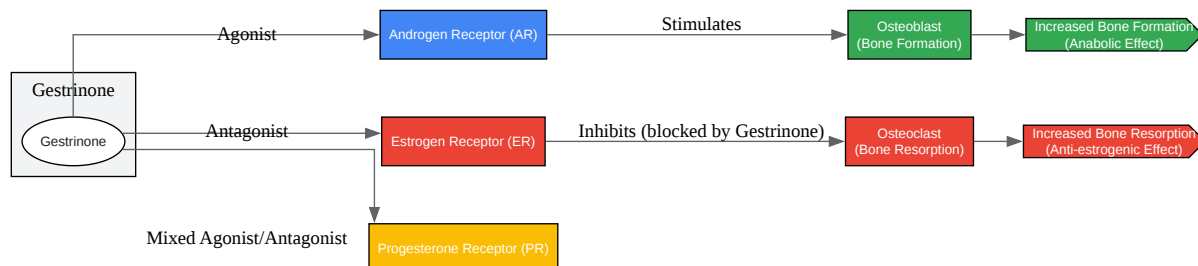 Agonist
Androgen Receptor (AR)
Stimulates
Osteoblast
(Bone Formation)
Increased Bone Formation
(Anabolic Effect)
Gestrinone
Gestrinone
Antagonist
Estrogen Receptor (ER)
Inhibits (blocked by Gestrinone)
Osteoclast
(Bone Resorption)
Increased Bone Resorption
(Anti-estrogenic Effect)
Mixed Agonist/Antagonist
Progesterone Receptor (PR)